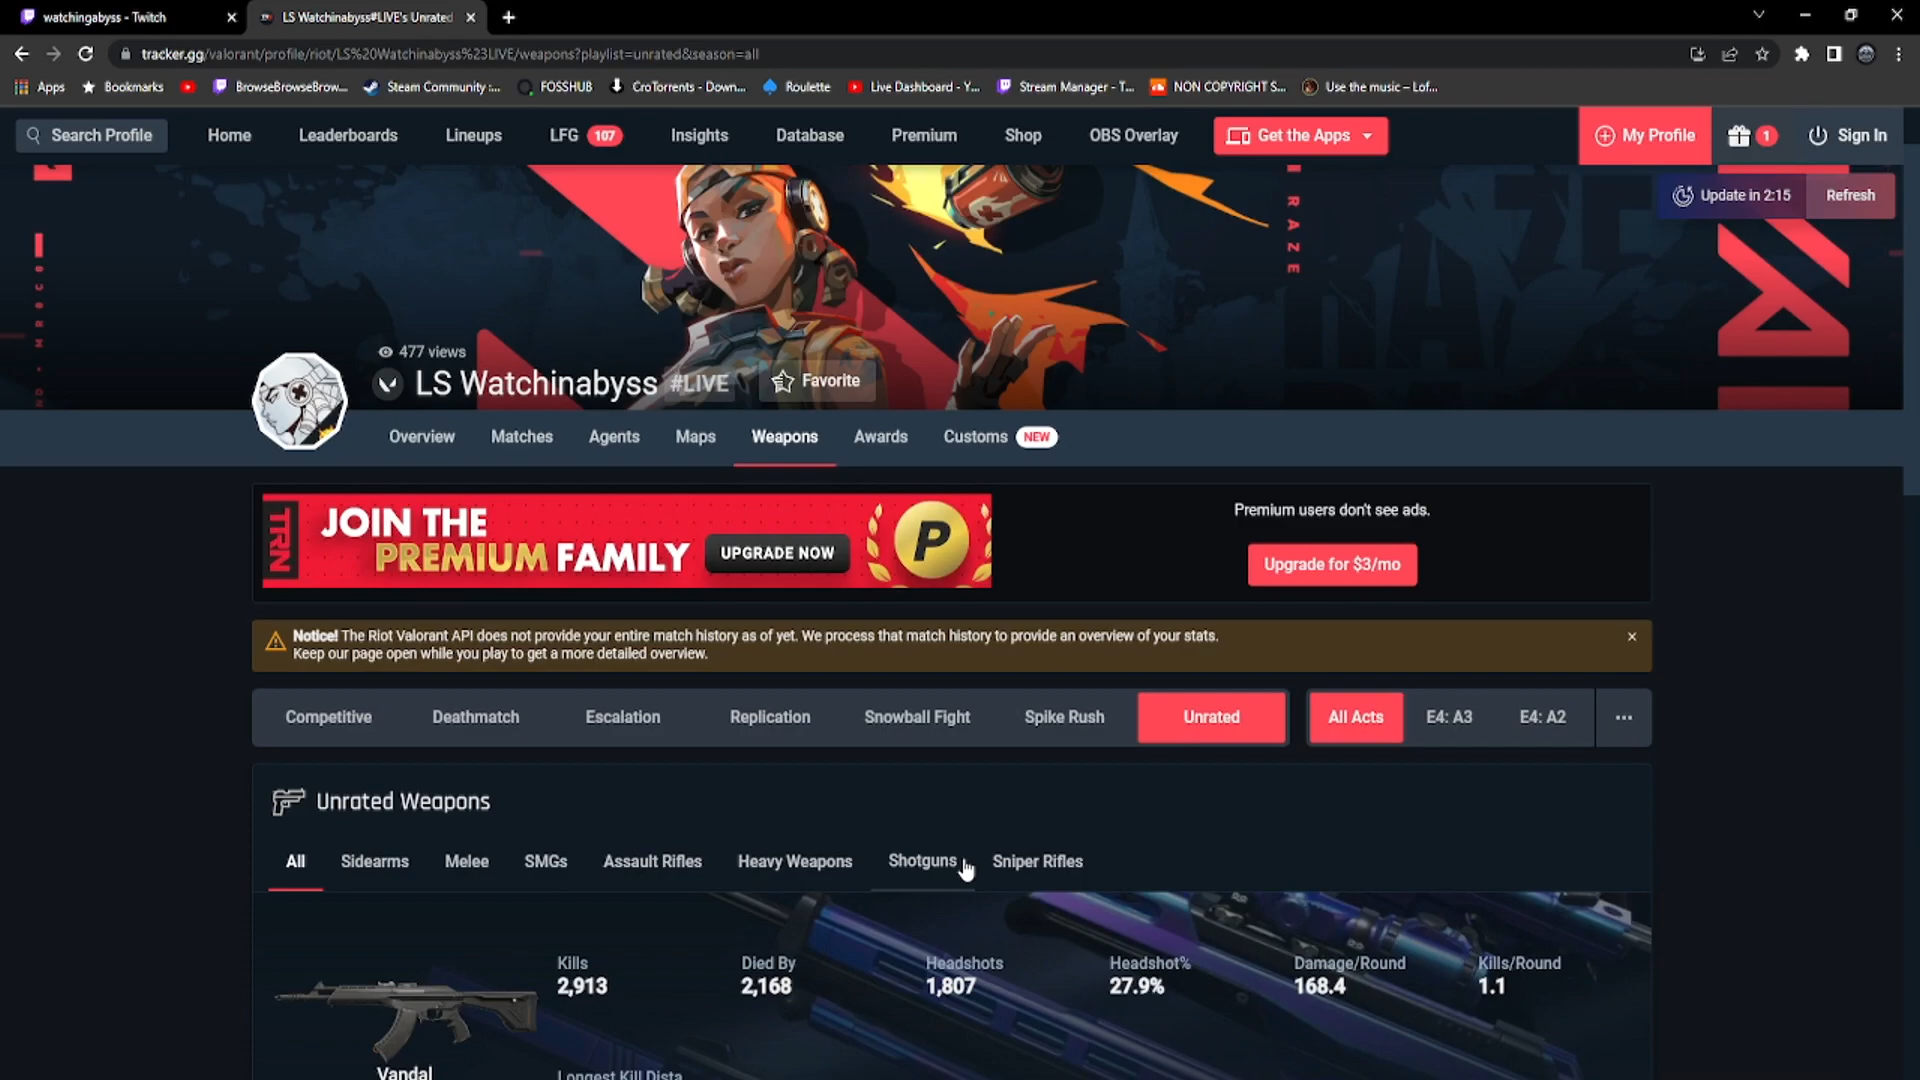 watchingabyss - Twitch
LS Watchinabyss#LIVE's Unrated
tracker.gg/valorant/profile/riot/LS%20Watchinabyss%23LIVE/weapons?playlist=unrated&season=all
Apps
Bookmarks
BrowseBrowseBrow...
Steam Community :...
FOSSHUB
CroTorrents - Down...
Roulette
Live Dashboard - Y...
Stream Manager - T...
NON COPYRIGHT S...
Use the music – Lof...
Search Profile
Home
Leaderboards
Lineups
LFG 107
Insights
Database
Premium
Shop
OBS Overlay
Get the Apps
My Profile
1
Sign In
Update in 2:15
Refresh
RAZE
477 views
LS Watchinabyss #LIVE
Favorite
Overview
Matches
Agents
Maps
Weapons
Awards
Customs NEW
TRN
JOIN THE
PREMIUM FAMILY
UPGRADE NOW
P
Premium users don't see ads.
Upgrade for $3/mo
Notice! The Riot Valorant API does not provide your entire match history as of yet. We process that match history to provide an overview of your stats.
Keep our page open while you play to get a more detailed overview.
Competitive
Deathmatch
Escalation
Replication
Snowball Fight
Spike Rush
Unrated
All Acts
E4: A3
E4: A2
Unrated Weapons
All
Sidearms
Melee
SMGs
Assault Rifles
Heavy Weapons
Shotguns
Sniper Rifles
Kills
2,913
Died By
2,168
Headshots
1,807
Headshot%
27.9%
Damage/Round
168.4
Kills/Round
1.1
Vandal
Longest Kill Dista